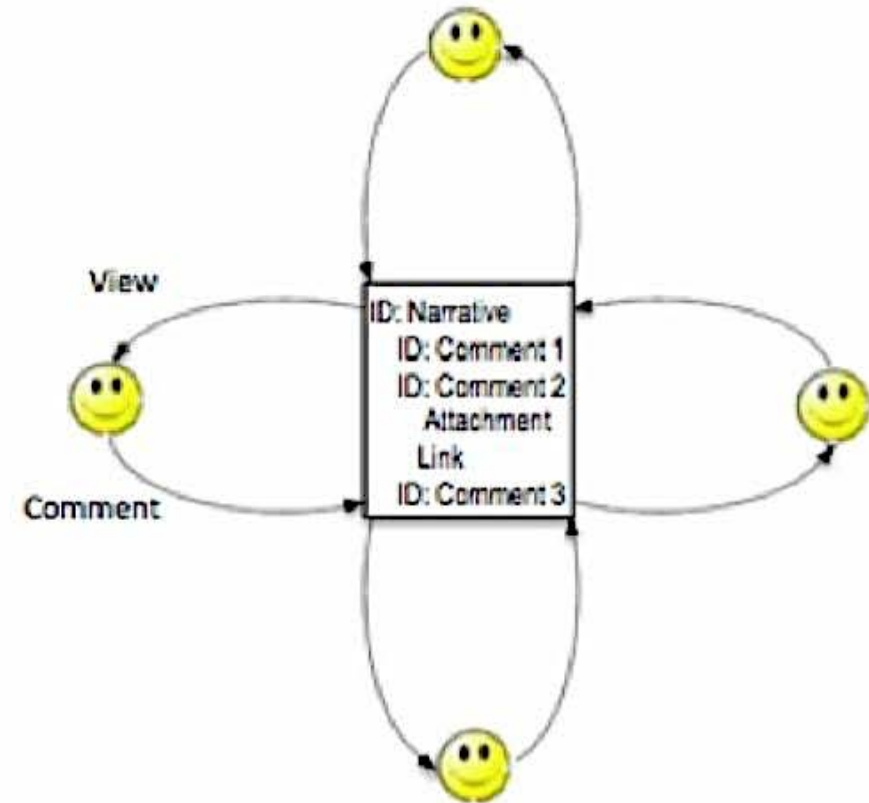 View
ID: Narrative
ID: Comment 1
ID: Comment 2
Attachment
Link
ID: Comment 3
Comment